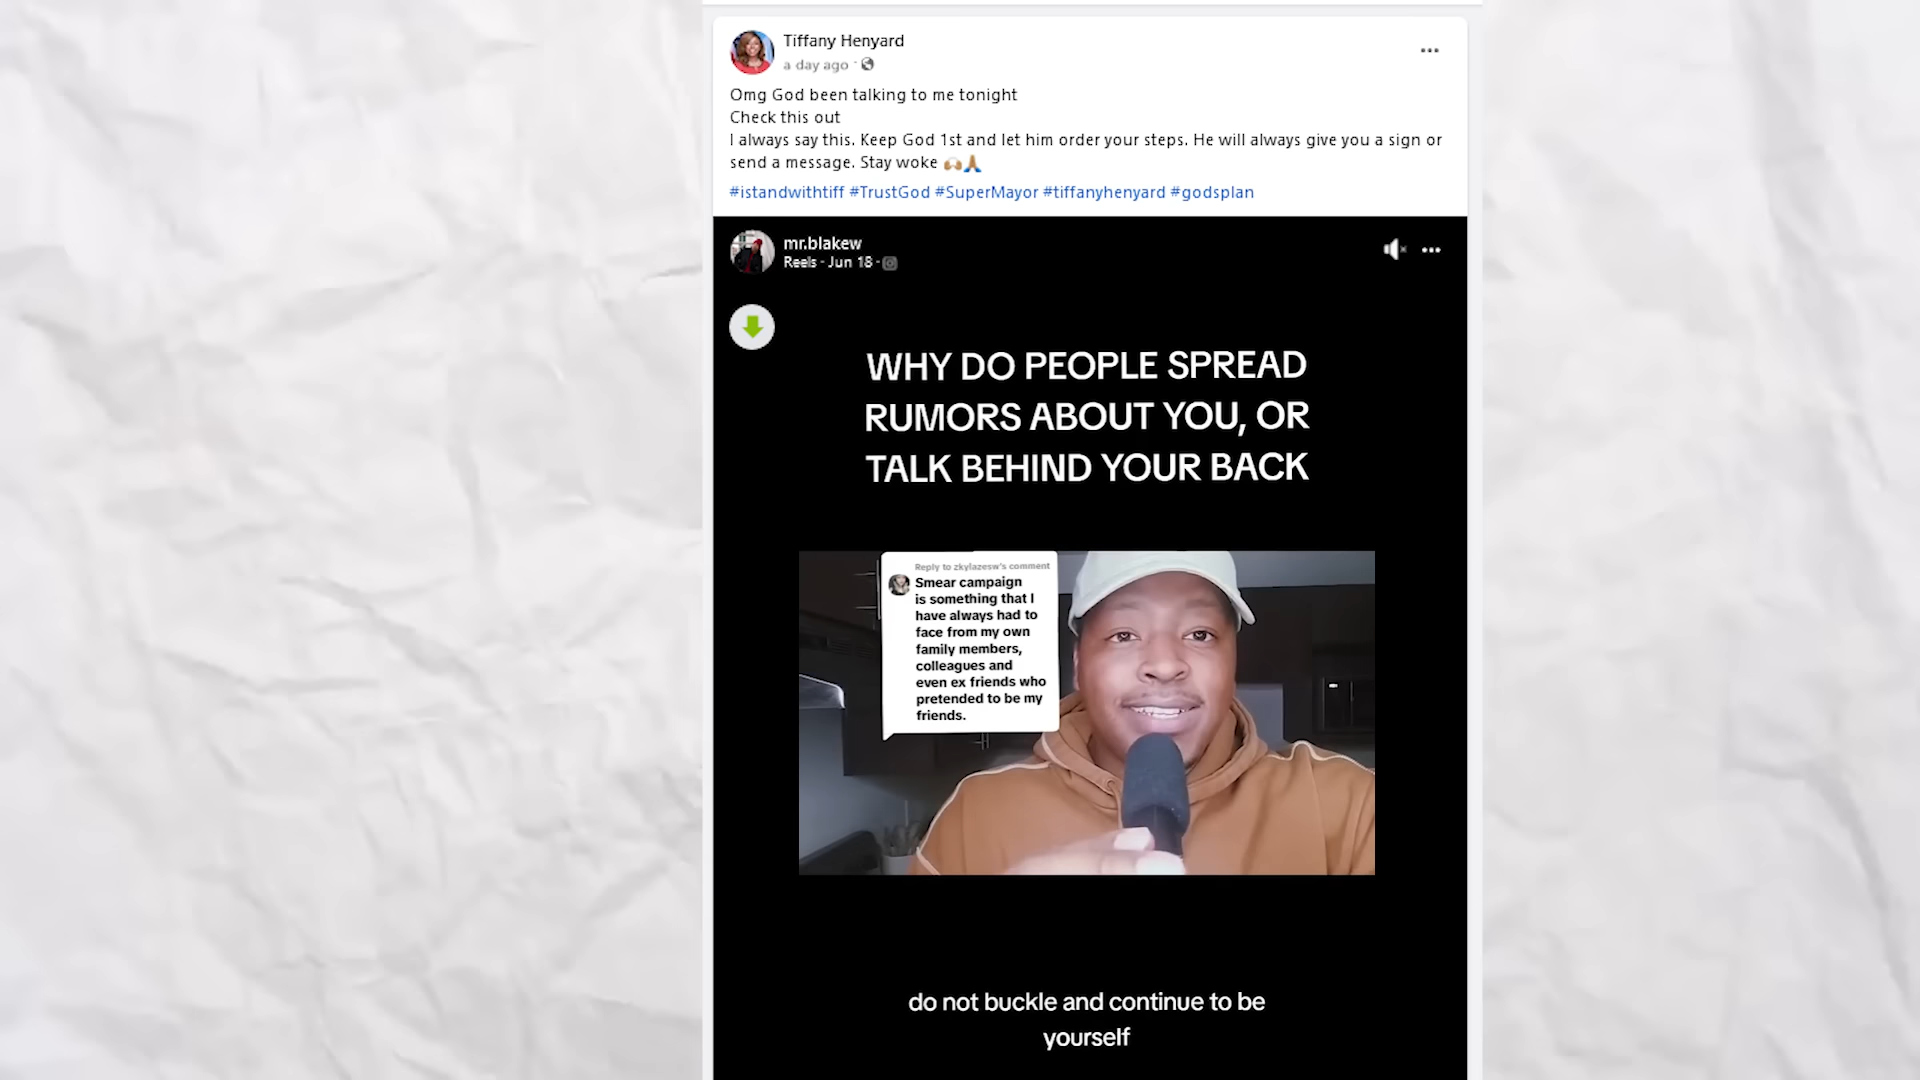 Tiffany Henyard
a day ago ·
Omg God been talking to me tonight
Check this out
I always say this. Keep God 1st and let him order your steps. He will always give you a sign or
send a message. Stay woke 🙌🏽🙏🏽
#istandwithtiff #TrustGod #SuperMayor #tiffanyhenyard #godsplan
mr.blakew
Reels · Jun 18 ·
WHY DO PEOPLE SPREAD
RUMORS ABOUT YOU, OR
TALK BEHIND YOUR BACK
Reply to zkylazesw's comment
Smear campaign
is something that I
have always had to
face from my own
family members,
colleagues and
even ex friends who
pretended to be my
friends.
do not buckle and continue to be
yourself